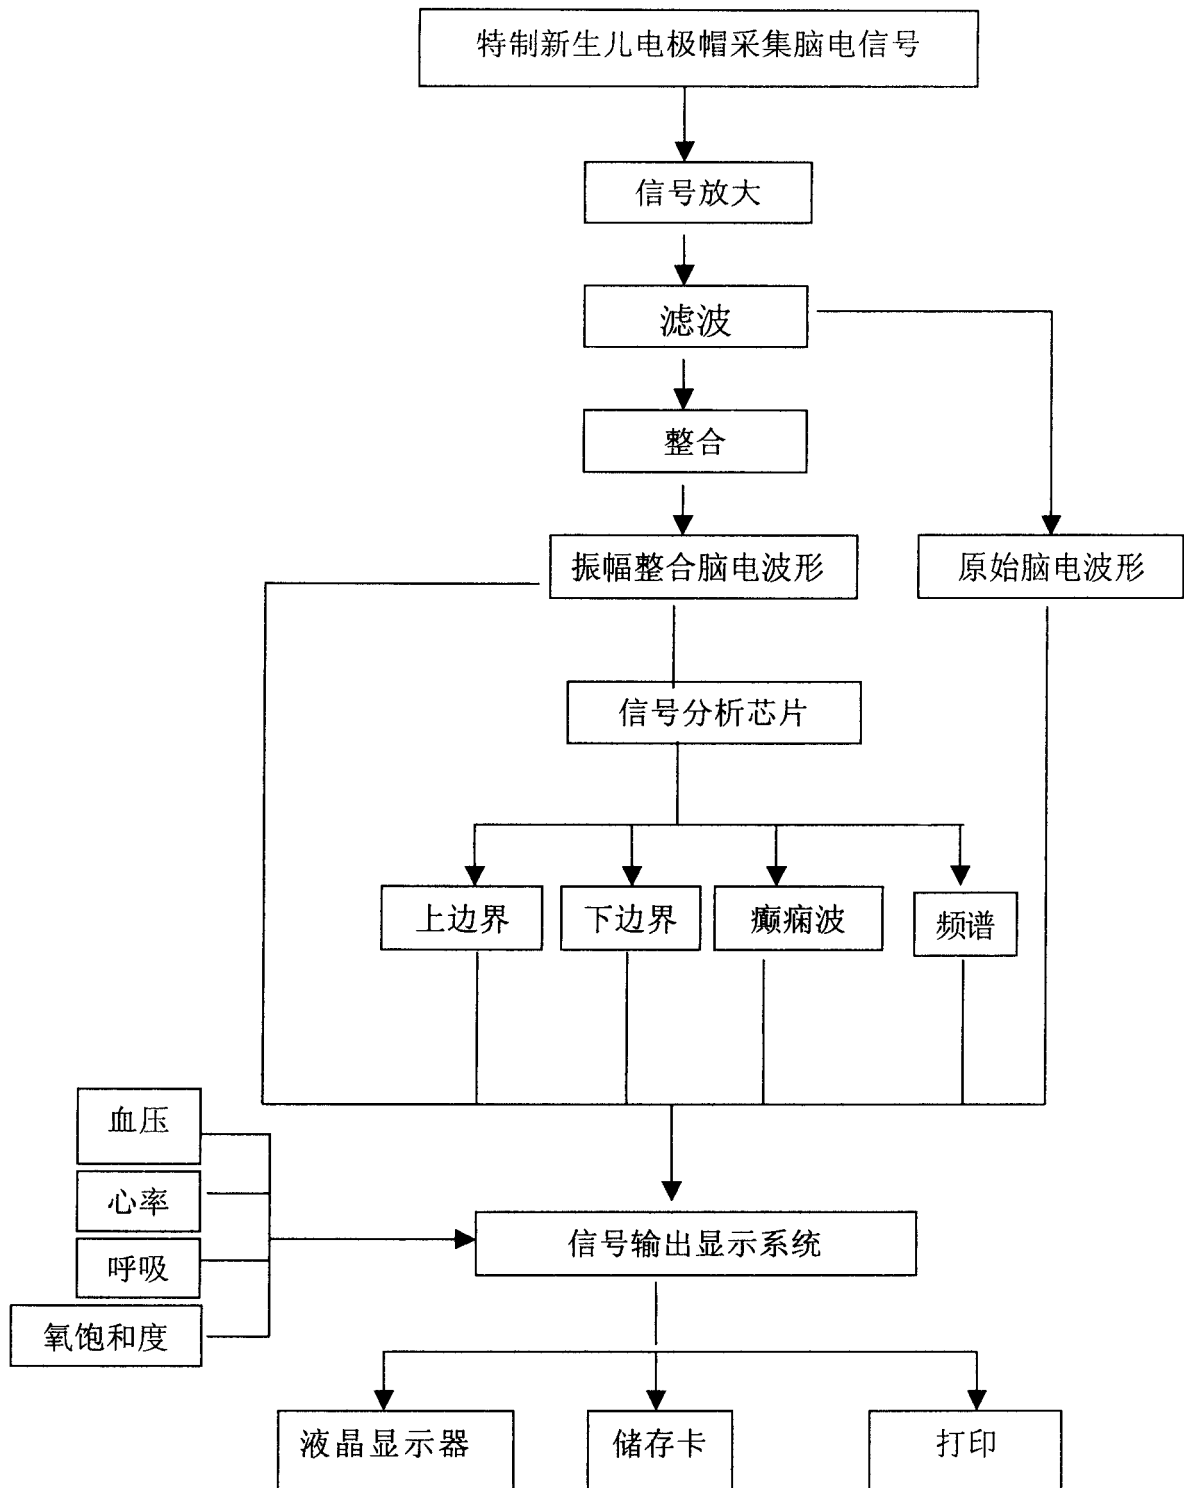 特制新生儿电极帽采集脑电信号
信号放大
滤波
整合
振幅整合脑电波形
原始脑电波形
信号分析芯片
上边界
下边界
癫痫波
频谱
血压
心率
呼吸
氧饱和度
信号输出显示系统
液晶显示器
储存卡
打印